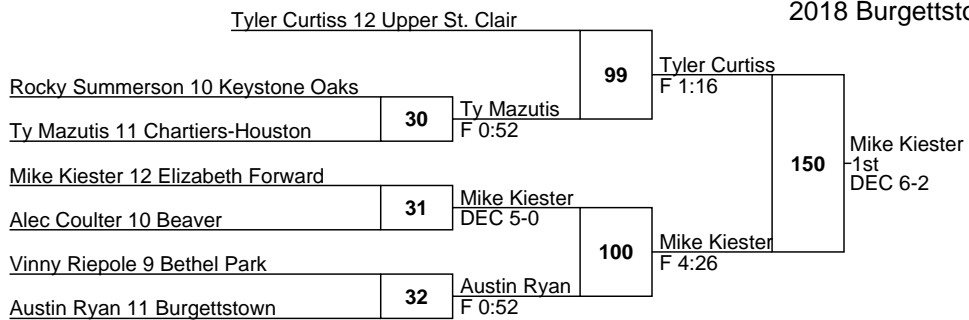 2018 Burgettsto
Tyler Curtiss 12 Upper St. Clair
99
Tyler Curtiss
F 1:16
Rocky Summerson 10 Keystone Oaks
30
Ty Mazutis
F 0:52
Ty Mazutis 11 Chartiers-Houston
150
Mike Kiester
1st
DEC 6-2
Mike Kiester 12 Elizabeth Forward
31
Mike Kiester
DEC 5-0
Alec Coulter 10 Beaver
100
Mike Kiester
F 4:26
Vinny Riepole 9 Bethel Park
32
Austin Ryan
F 0:52
Austin Ryan 11 Burgettstown